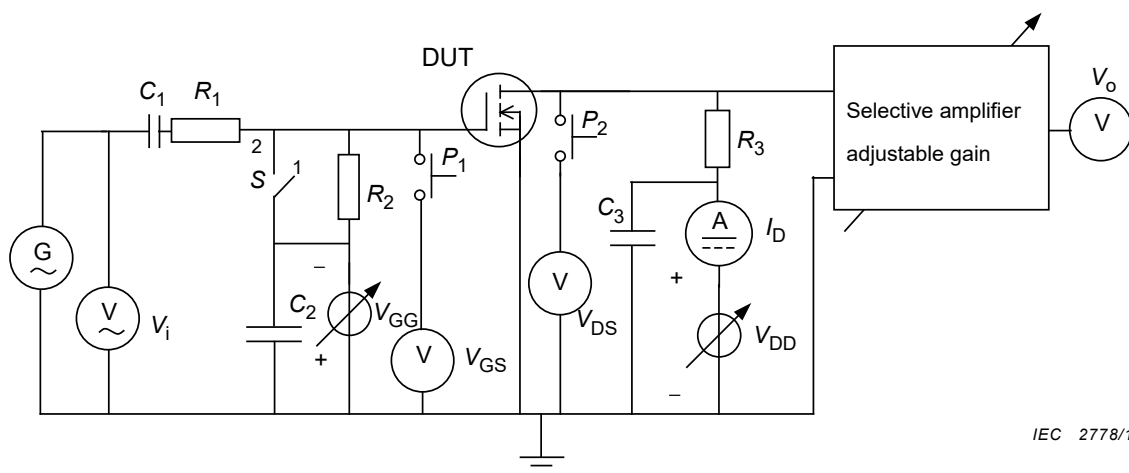 DUT
C1
R1
2
S
1
R2
P1
P2
R3
Selective amplifier
adjustable gain
Vo
V
G
V
Vi
C2
–
+
VGG
V
VGS
V
VDS
C3
A
ID
+
–
VDD
IEC 2778/1